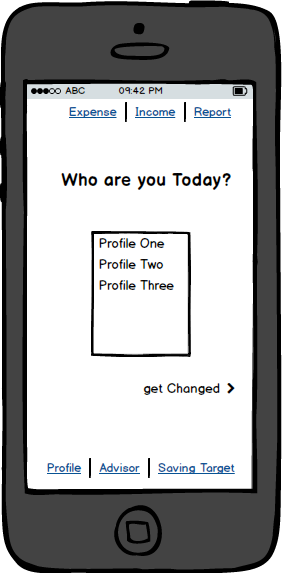 ABC 09:42 PM
Expense Income Report
Who are you Today?
Profile One
Profile Two
Profile Three
get Changed
Profile Advisor Saving Target